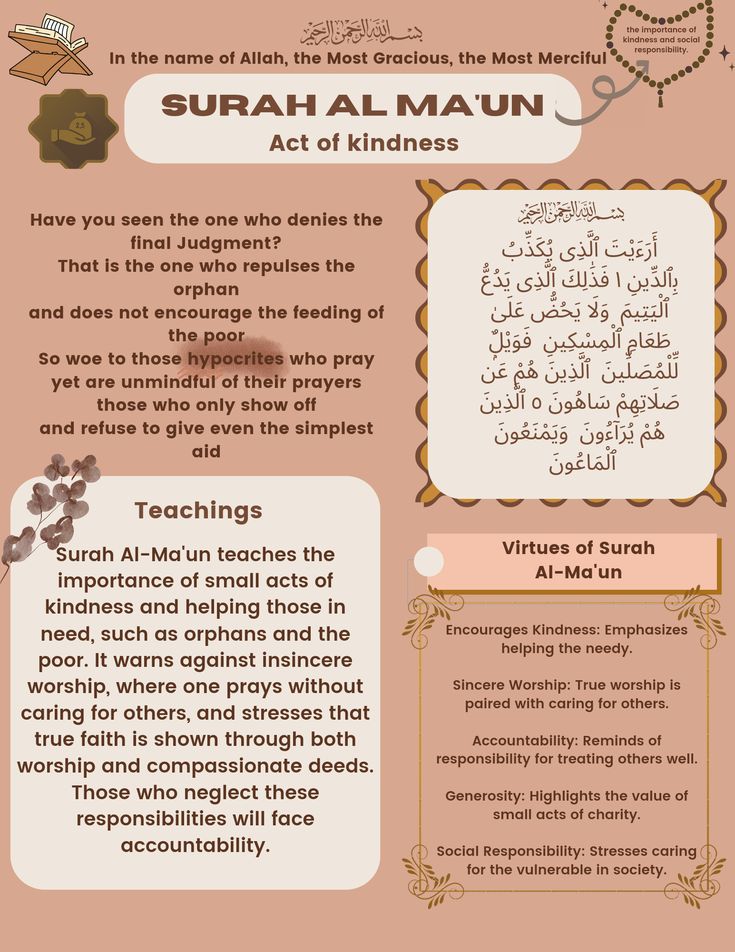 بسم الله الرحمن الرحيم
In the name of Allah, the Most Gracious, the Most Merciful
the importance of
kindness and social
responsibility.
SURAH AL MA'UN
Act of kindness
2,5
Have you seen the one who denies the
final Judgment?
That is the one who repulses the
orphan
and does not encourage the feeding of
the poor
So woe to those hypocrites who pray
yet are unmindful of their prayers
those who only show off
and refuse to give even the simplest
aid
بسم الله الرحمن الرحيم
أَرَءَيْتَ ٱلَّذِى يُكَذِّبُ
بِٱلدِّينِ ١ فَذَٰلِكَ ٱلَّذِى يَدُعُّ
ٱلْيَتِيمَ وَلَا يَحُضُّ عَلَىٰ
طَعَامِ ٱلْمِسْكِينِ فَوَيْلٌ
لِّلْمُصَلِّينَ ٱلَّذِينَ هُمْ عَن
صَلَاتِهِمْ سَاهُونَ ٥ ٱلَّذِينَ
هُمْ يُرَآءُونَ وَيَمْنَعُونَ
ٱلْمَاعُونَ
Teachings
Surah Al-Ma'un teaches the
importance of small acts of
kindness and helping those in
need, such as orphans and the
poor. It warns against insincere
worship, where one prays without
caring for others, and stresses that
true faith is shown through both
worship and compassionate deeds.
Those who neglect these
responsibilities will face
accountability.
Virtues of Surah
Al-Ma'un
Encourages Kindness: Emphasizes
helping the needy.
Sincere Worship: True worship is
paired with caring for others.
Accountability: Reminds of
responsibility for treating others well.
Generosity: Highlights the value of
small acts of charity.
Social Responsibility: Stresses caring
for the vulnerable in society.